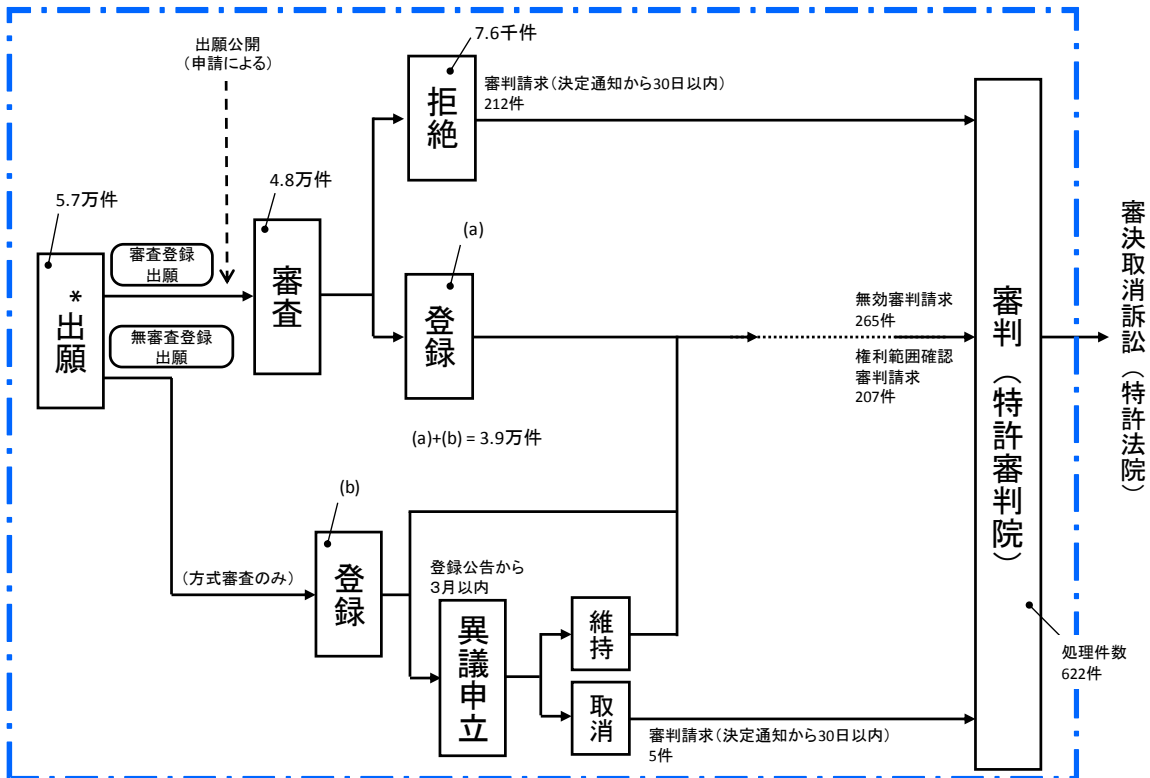 出願公開
（申請による）
7.6千件
拒絶
審判請求（決定通知から30日以内）
212件
5.7万件
4.8万件
審査登録
出願
*出願
無審査登録
出願
審査
(a)
登録
無効審判請求
265件
権利範囲確認
審判請求
207件
(a)+(b) = 3.9万件
審判（特許審判院）
審決取消訴訟（特許法院）
(b)
（方式審査のみ）
登録
登録公告から
３月以内
異議申立
維持
取消
審判請求（決定通知から30日以内）
5件
処理件数
622件